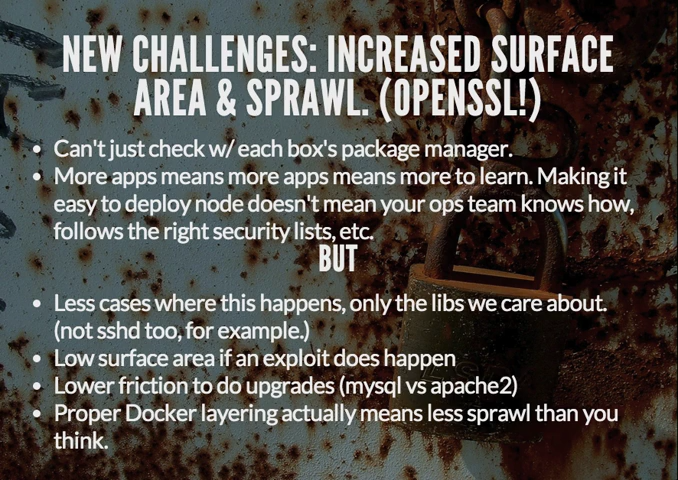 NEW CHALLENGES: INCREASED SURFACE
AREA & SPRAWL. (OPENSSL!)
• Can't just check w/ each box's package manager.
• More apps means more apps means more to learn. Making it
easy to deploy node doesn't mean your ops team knows how,
follows the right security lists, etc.
BUT
• Less cases where this happens, only the libs we care about.
(not sshd too, for example.)
• Low surface area if an exploit does happen
• Lower friction to do upgrades (mysql vs apache2)
• Proper Docker layering actually means less sprawl than you
think.